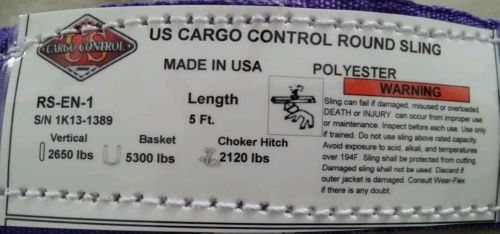 US CARGO CONTROL ROUND SLING
CARGO CONTROL
US
MADE IN USA
POLYESTER
WARNING
RS-EN-1
S/N 1K13-1389
Length
5 Ft.
Vertical
2650 lbs
Basket
5300 lbs
Choker Hitch
2120 lbs
Sling can fail if damaged, misused or overloaded.
DEATH or INJURY can occur from improper use
or maintenance. Inspect before each use. Use only
if trained. Do not use sling above rated capacity.
Avoid exposure to acid, alkali, and temperatures
over 194F. Sling shall be protected from cutting.
Damaged sling shall not be used. Discard if
outer jacket is damaged. Consult Wear-Flex
if there is any doubt.